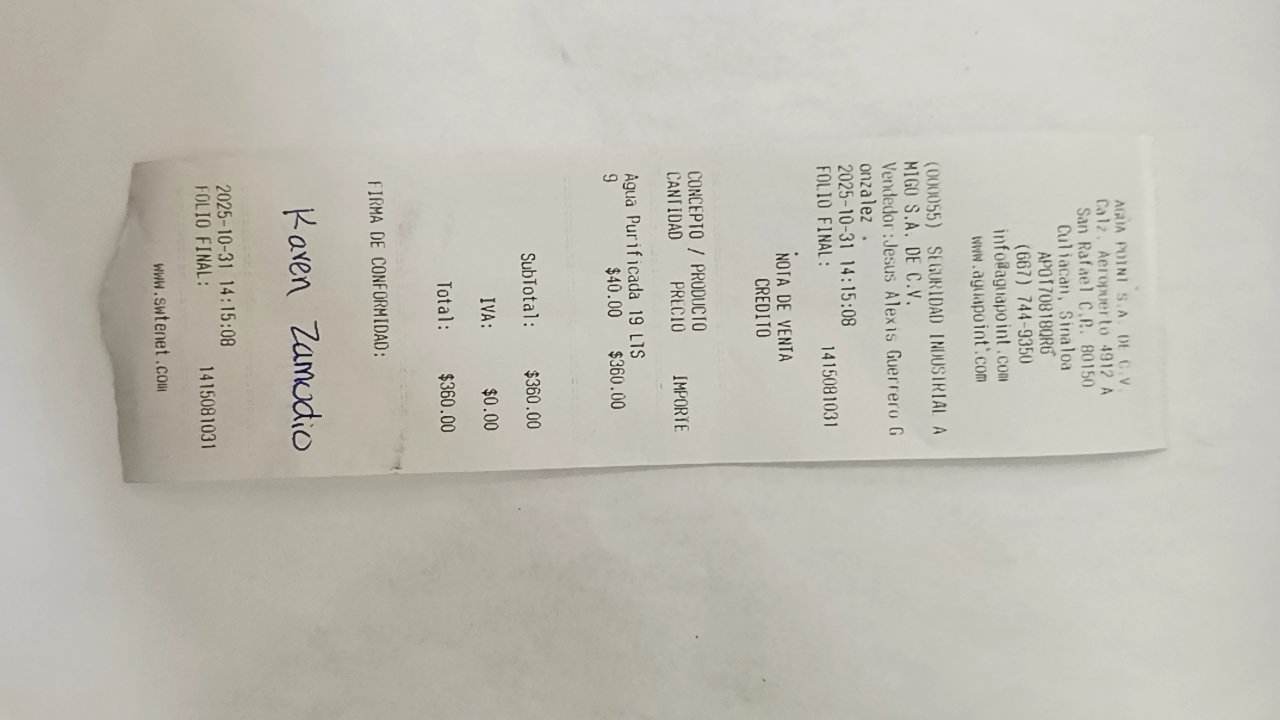 AGUA POINT S.A. DE C.V.
Calz. Aeropuerto 4912 A
San Rafael C.P. 80150
Culiacan, Sinaloa
APO170818QR6
(667) 744-9350
info@aguapoint.com
www.aguapoint.com
(000055) SEGURIDAD INDUSTRIAL A
MIGO S.A. DE C.V.
Vendedor:Jesus Alexis Guerrero G
onzalez .
2025-10-31 14:15:08
FOLIO FINAL: 1415081031
NOTA DE VENTA
CREDITO
CONCEPTO / PRODUCTO
CANTIDAD PRECIO IMPORTE
Agua Purificada 19 LTS
9 $40.00 $360.00
SubTotal: $360.00
IVA: $0.00
Total: $360.00
FIRMA DE CONFORMIDAD:
Karen Zamodio
2025-10-31 14:15:08
FOLIO FINAL: 1415081031
www.swtenet.com